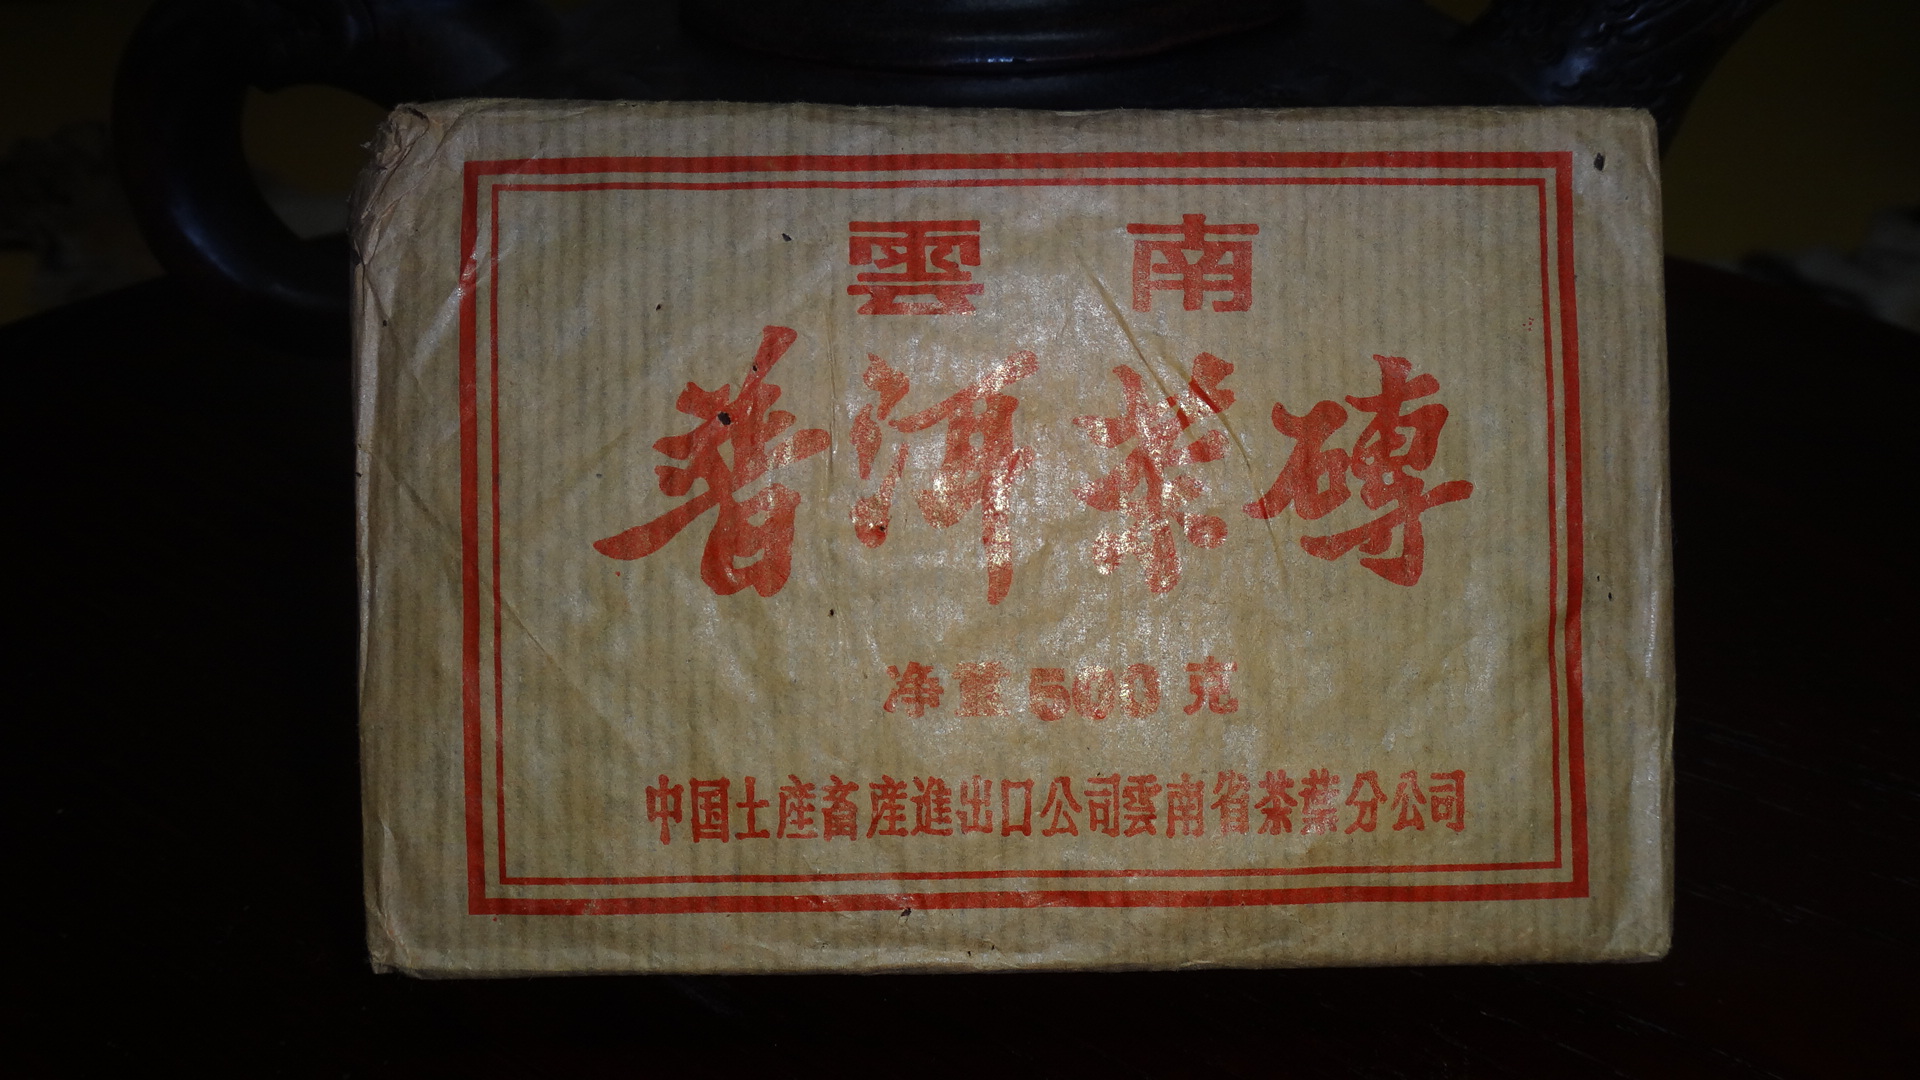 雲南
普洱茶磚
净重500克
中国土産畜産進出口公司雲南省茶葉分公司